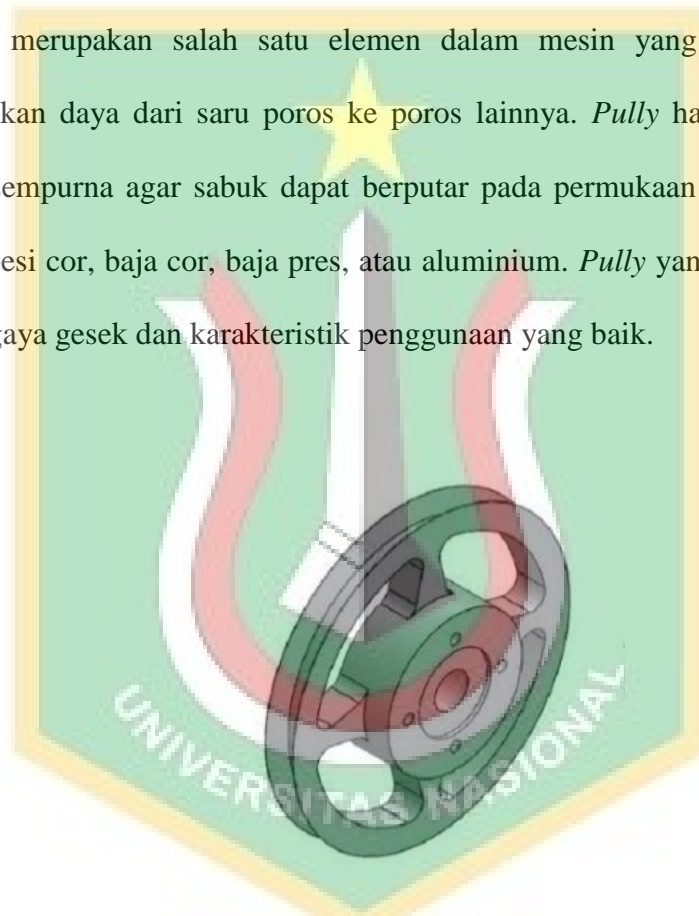 merupakan salah satu elemen dalam mesin yang
kan daya dari saru poros ke poros lainnya. Pully ha
empurna agar sabuk dapat berputar pada permukaan
esi cor, baja cor, baja pres, atau aluminium. Pully yan
gaya gesek dan karakteristik penggunaan yang baik.
UNIVERSITAS NASIONAL